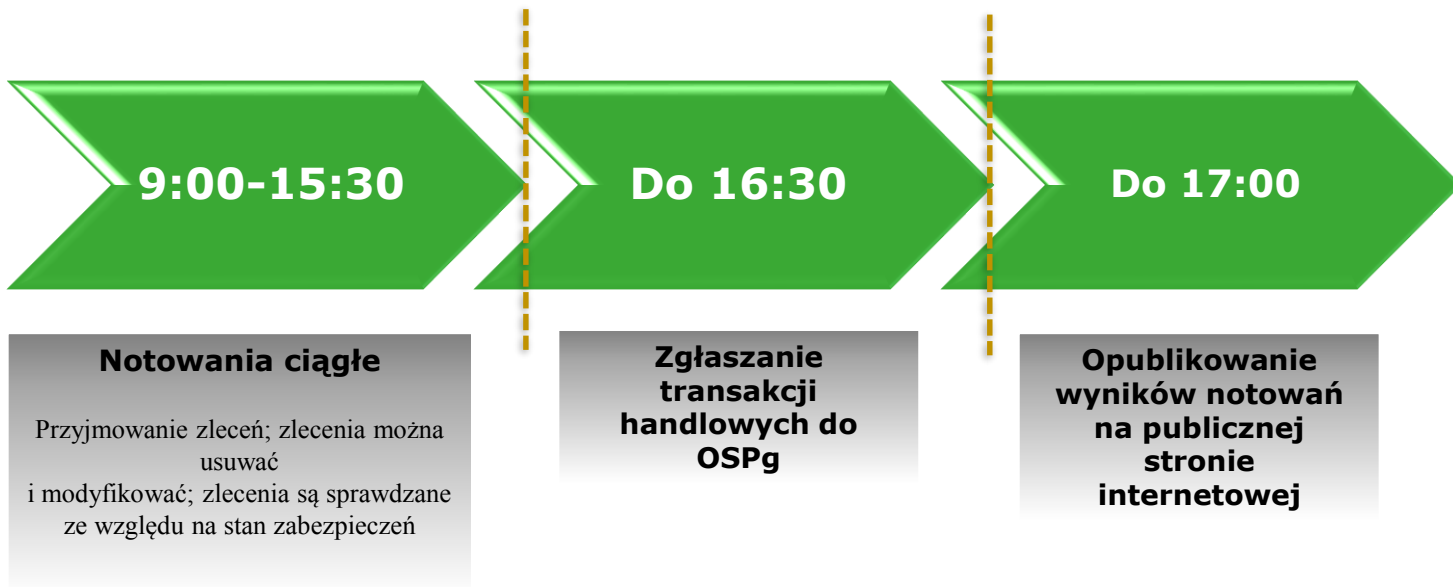 9:00-15:30
Do 16:30
Do 17:00
Notowania ciągłe
Przyjmowanie zleceń; zlecenia można
usuwać
i modyfikować; zlecenia są sprawdzane
ze względu na stan zabezpieczeń
Zgłaszanie
transakcji
handlowych do
OSPg
Opublikowanie
wyników notowań
na publicznej
stronie
internetowej